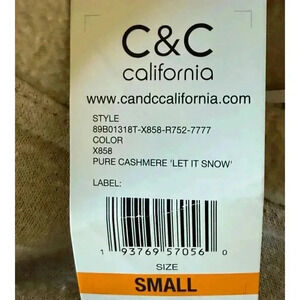 C&C
california
www.candccalifornia.com
STYLE
89B01318T-X858-R752-7777
COLOR
X858
PURE CASHMERE 'LET IT SNOW'
LABEL:
1 93769 57056 0
SIZE
SMALL